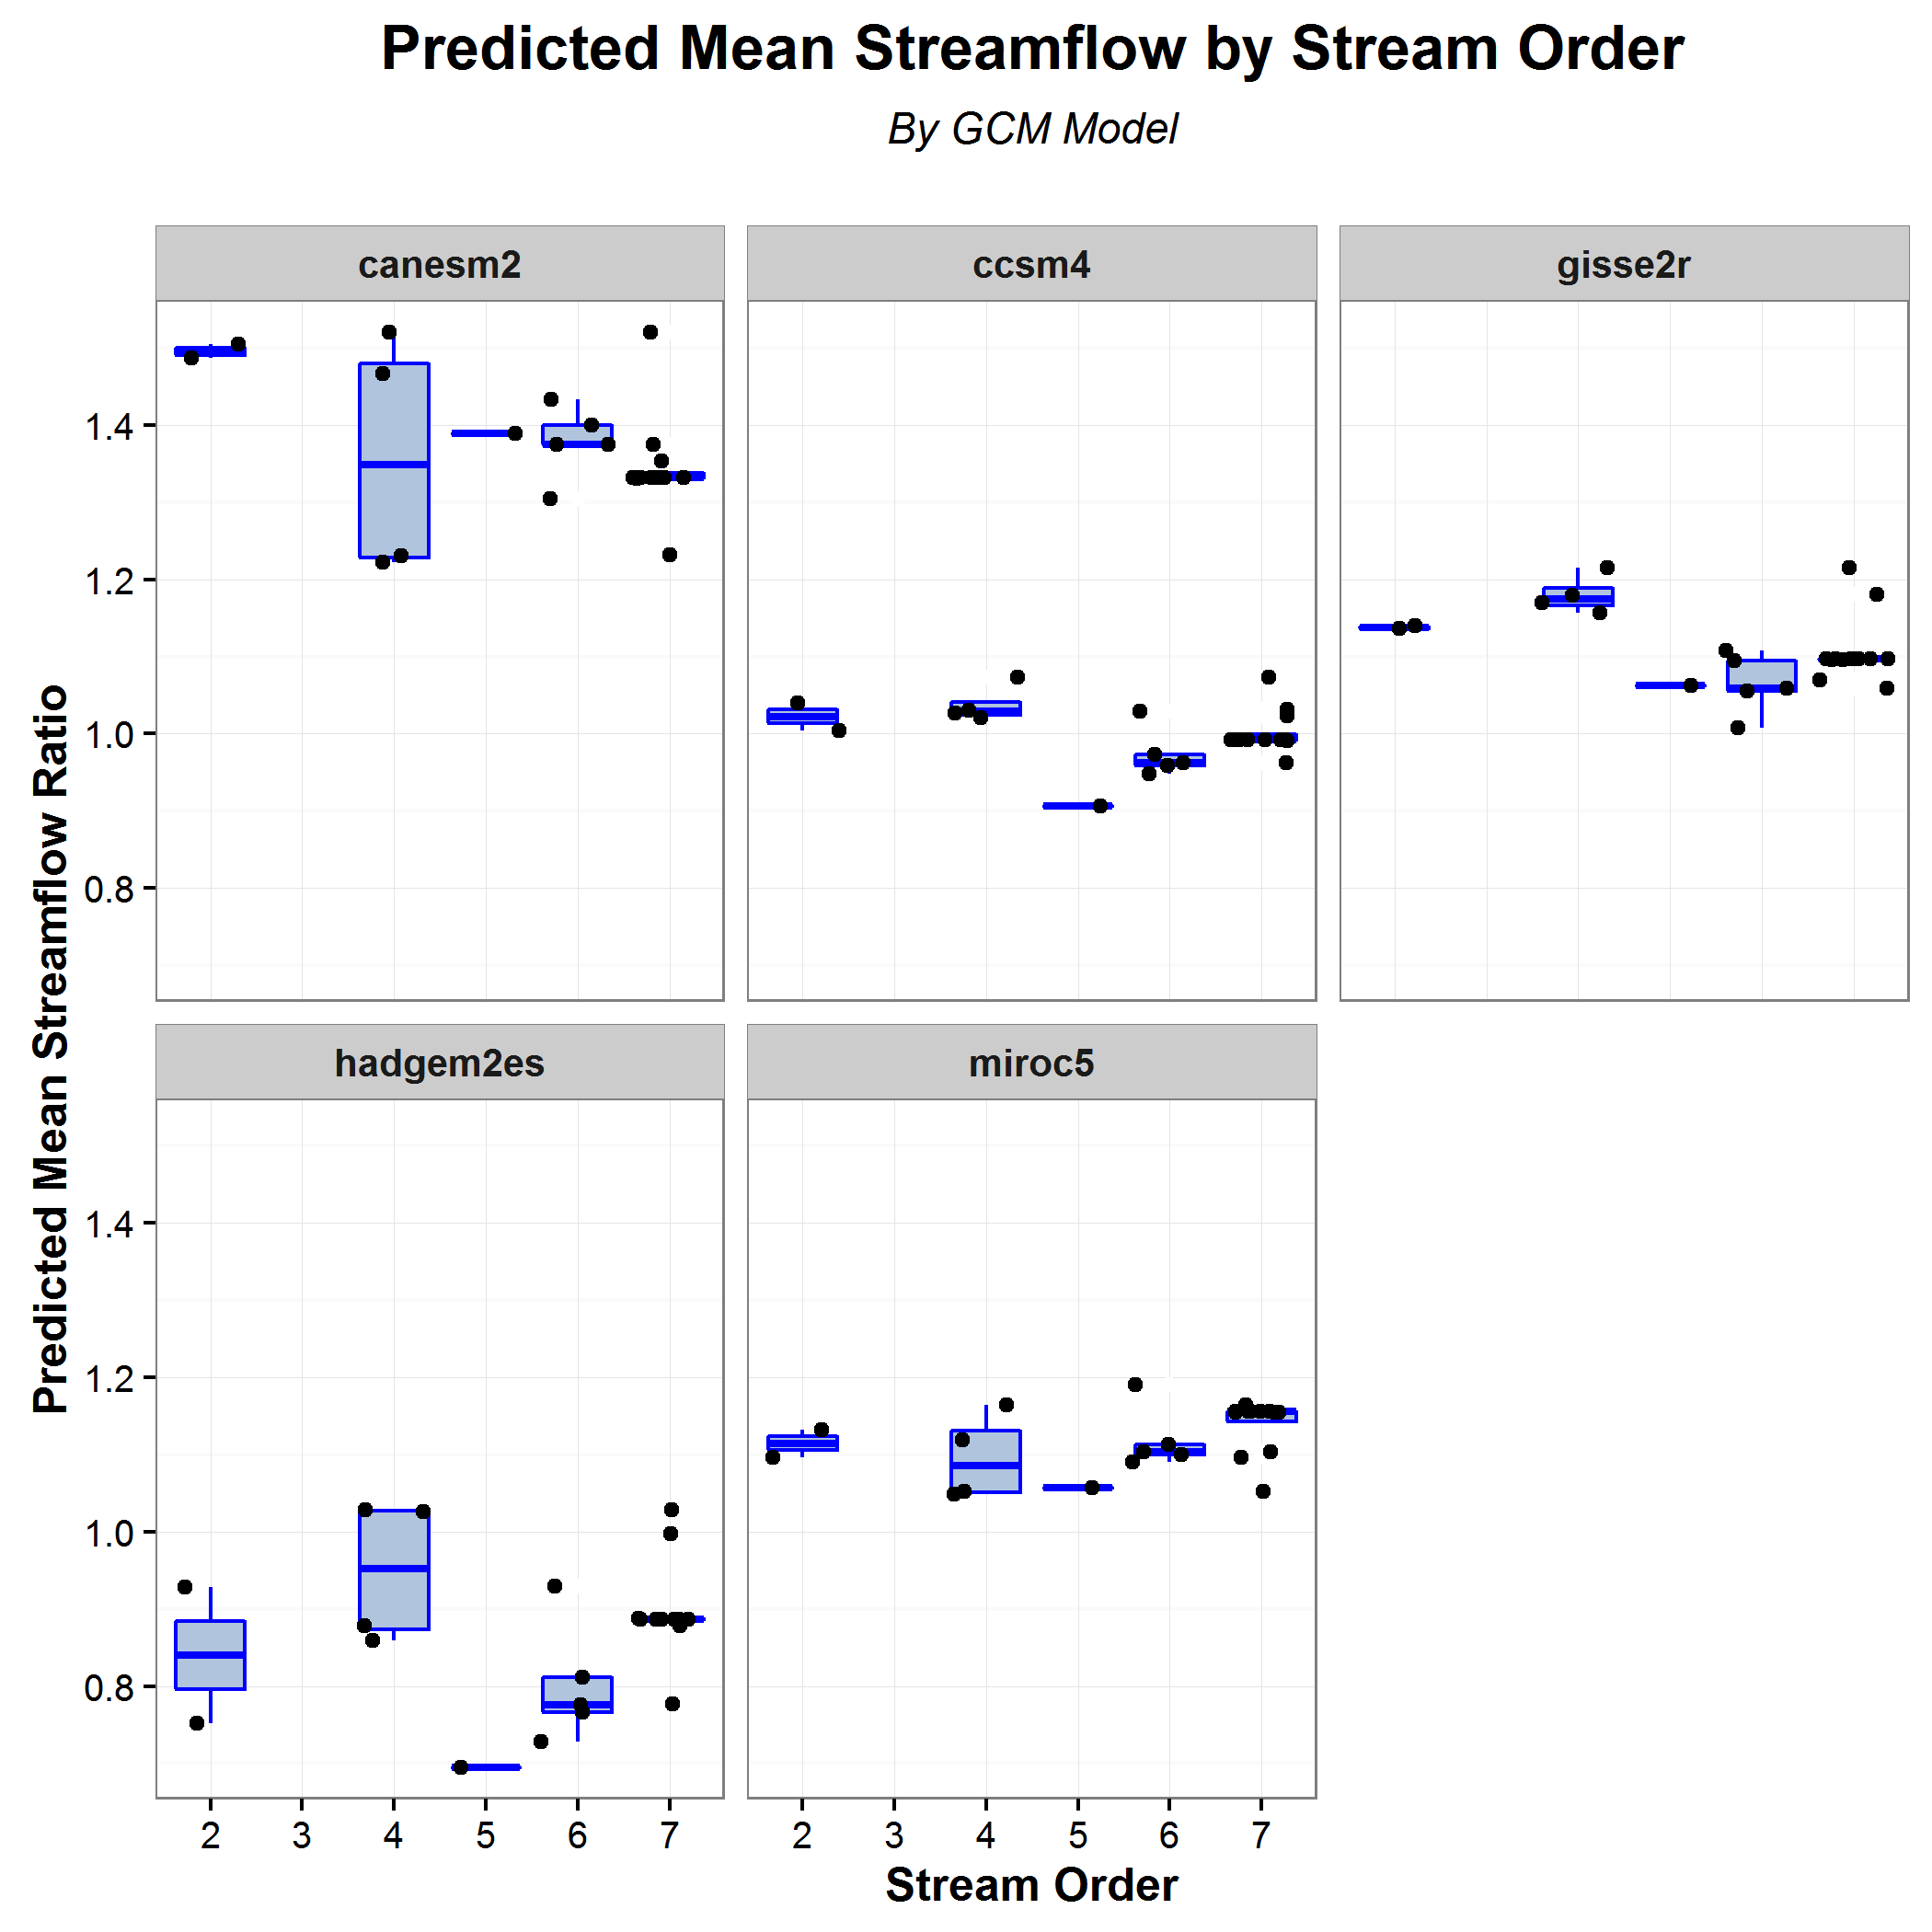 Predicted Mean Streamflow by Stream Order
By GCM Model
canesm2
ccsm4
gisse2r
1.4
1.2
1.0
0.8
Predicted Mean Streamflow Ratio
hadgem2es
miroc5
1.4
1.2
1.0
0.8
2 3 4 5 6 7
2 3 4 5 6 7
Stream Order